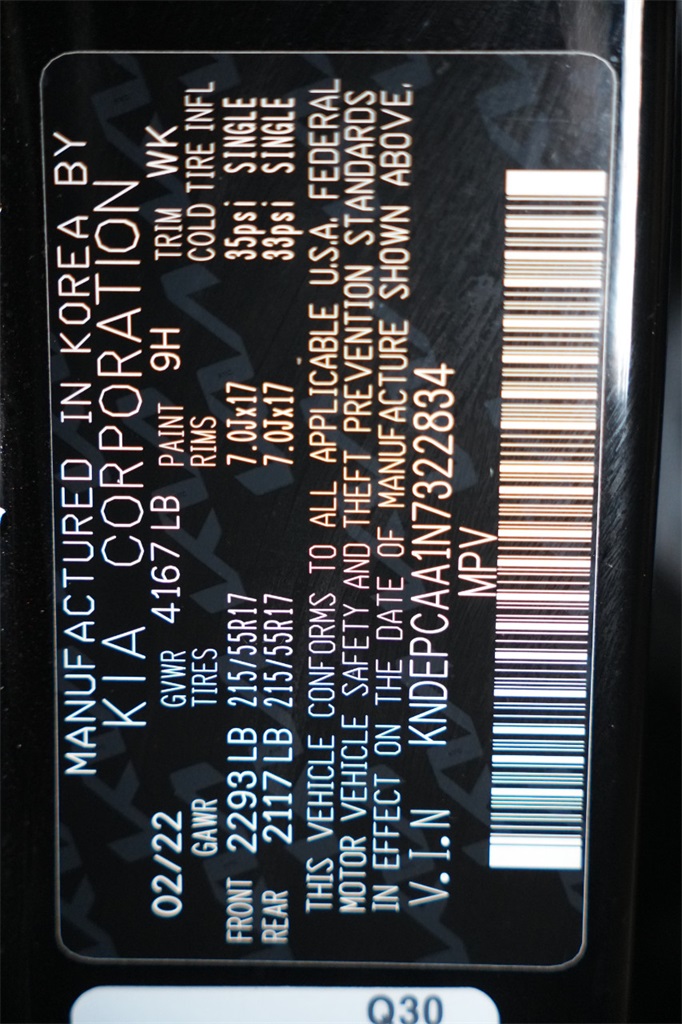 MANUFACTURED IN KOREA BY
KIA CORPORATION
02/22 GVWR 4167 LB PAINT 9H TRIM WK
GAWR TIRES RIMS COLD TIRE INFL
FRONT 2293 LB 215/55R17 7.0Jx17 35psi SINGLE
REAR 2117 LB 215/55R17 7.0Jx17 33psi SINGLE
THIS VEHICLE CONFORMS TO ALL APPLICABLE U.S.A. FEDERAL
MOTOR VEHICLE SAFETY AND THEFT PREVENTION STANDARDS
IN EFFECT ON THE DATE OF MANUFACTURE SHOWN ABOVE.
V.I.N KNDEPCAA1N7322834
MPV
Q30